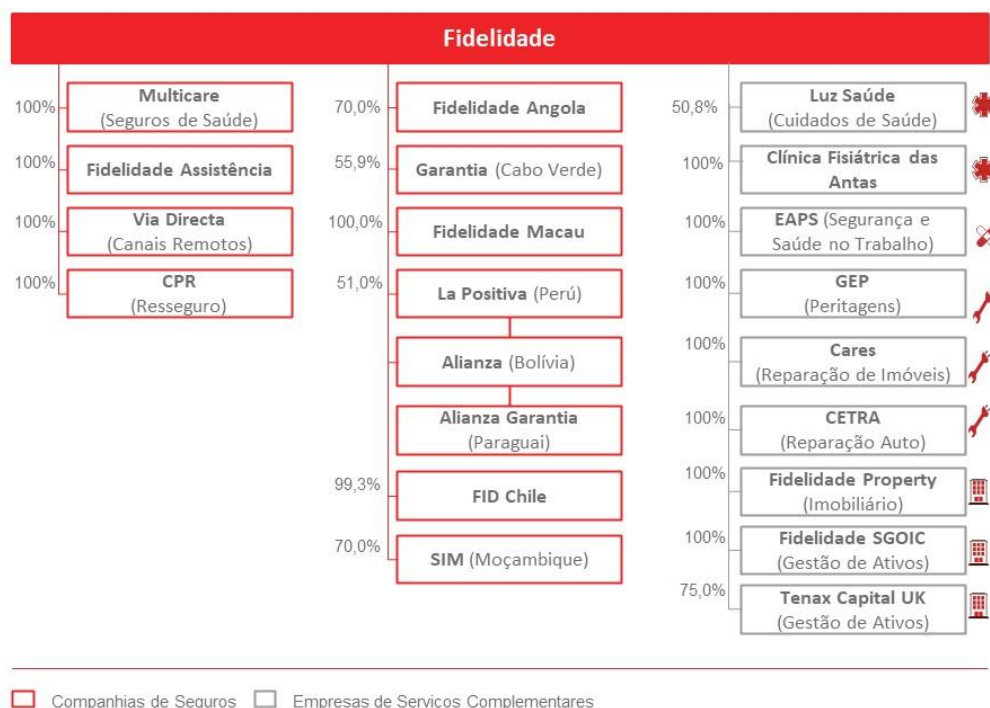 Fidelidade
100%
Multicare
(Seguros de Saúde)
100%
Fidelidade Assistência
100%
Via Directa
(Canais Remotos)
100%
CPR
(Resseguro)
70,0%
Fidelidade Angola
55,9%
Garantia (Cabo Verde)
100,0%
Fidelidade Macau
51,0%
La Positiva (Perú)
Alianza (Bolívia)
Alianza Garantia
(Paraguai)
99,3%
FID Chile
70,0%
SIM (Moçambique)
50,8%
Luz Saúde
(Cuidados de Saúde)
100%
Clínica Fisiátrica das
Antas
100%
EAPS (Segurança e
Saúde no Trabalho)
100%
GEP
(Peritagens)
100%
Cares
(Reparação de Imóveis)
100%
CETRA
(Reparação Auto)
100%
Fidelidade Property
(Imobiliário)
100%
Fidelidade SGOIC
(Gestão de Ativos)
75,0%
Tenax Capital UK
(Gestão de Ativos)
Companhias de Seguros
Empresas de Serviços Complementares